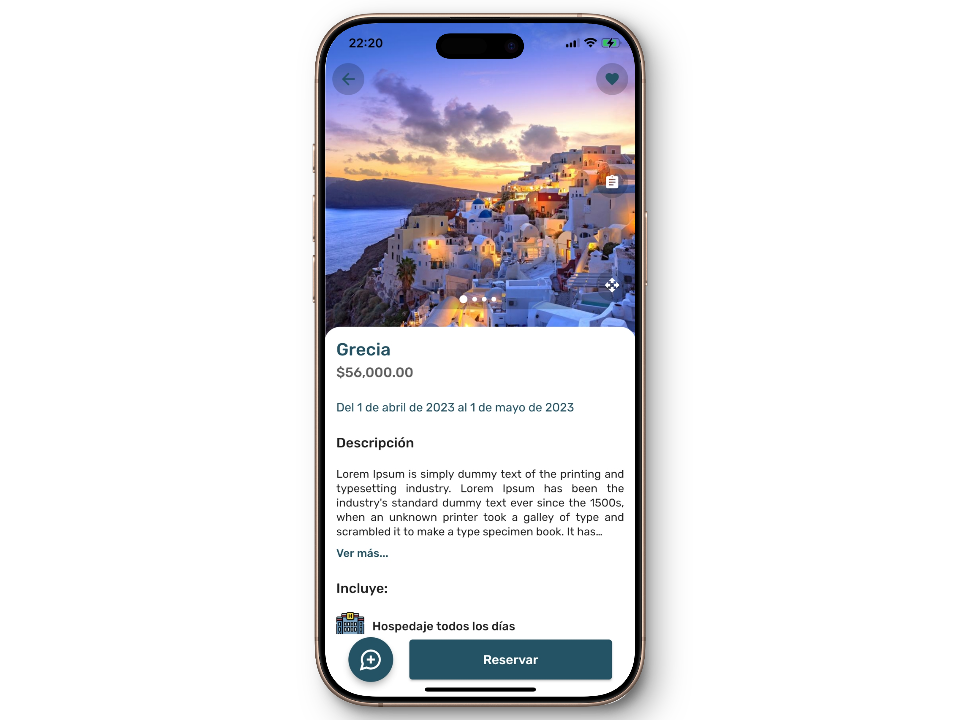 22:20
Grecia
$56,000.00
Del 1 de abril de 2023 al 1 de mayo de 2023
Descripción
Lorem Ipsum is simply dummy text of the printing and
typesetting industry. Lorem Ipsum has been the
industry's standard dummy text ever since the 1500s,
when an unknown printer took a galley of type and
scrambled it to make a type specimen book. It has...
Ver más...
Incluye:
Hospedaje todos los días
Reservar